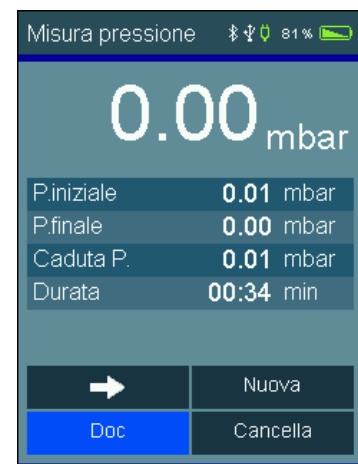 Misura pressione 81%
0.00 mbar
P.iniziale 0.01 mbar
P.finale 0.00 mbar
Caduta P. 0.01 mbar
Durata 00:34 min
Nuova
Doc Cancella